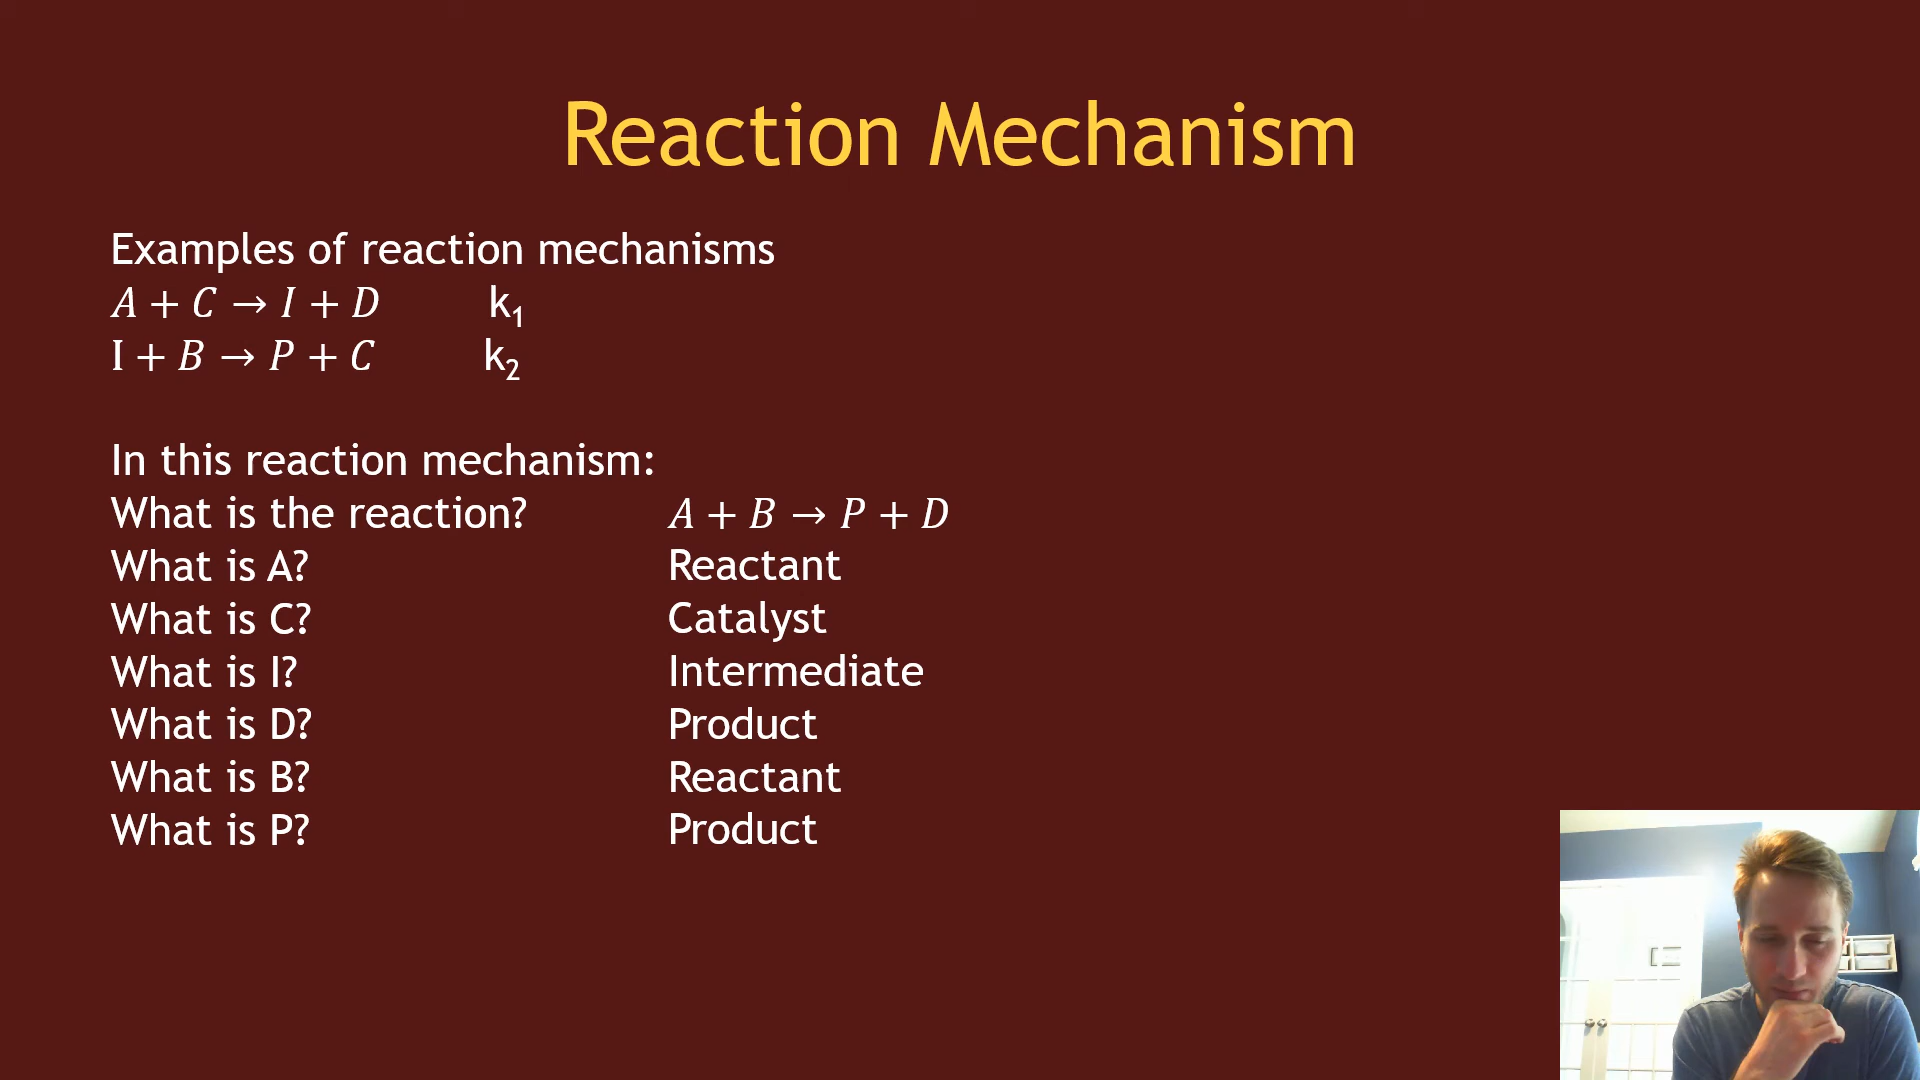 Reaction Mechanism
Examples of reaction mechanisms
A + C → I + D k₁
I + B → P + C k₂
In this reaction mechanism:
What is the reaction? A + B → P + D
What is A? Reactant
What is C? Catalyst
What is I? Intermediate
What is D? Product
What is B? Reactant
What is P? Product